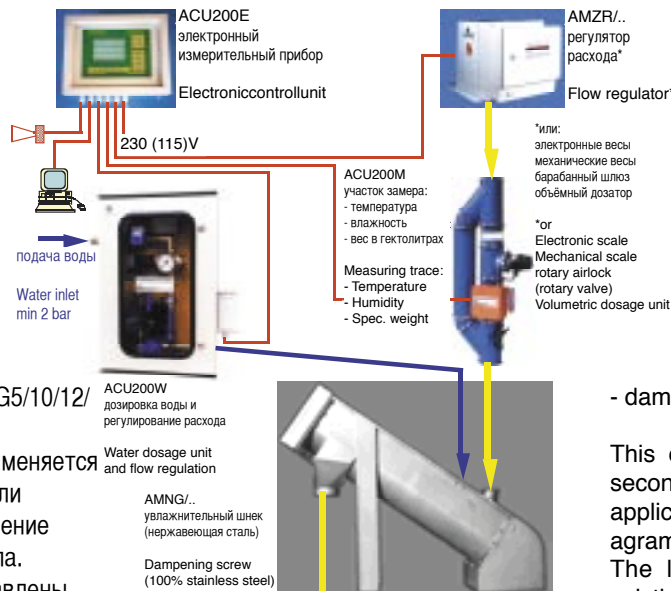 ACU200E
электронный
измерительный прибор
Electroniccontrollunit
AMZR/..
регулятор
расхода*
Flow regulator*
230 (115)V
*или:
электронные весы
механические весы
барабанный шлюз
объёмный дозатор
*or
Electronic scale
Mechanical scale
rotary airlock
(rotary valve)
Volumetric dosage unit
ACU200M
участок замера:
- температура
- влажность
- вес в гектолитрах
Measuring trace:
- Temperature
- Humidity
- Spec. weight
подача воды
Water inlet
min 2 bar
ACU200W
дозировка воды и
регулирование расхода
Water dosage unit
and flow regulation
AMNG/..
увлажнительный шнек
(нержавеющая сталь)
Dampening screw
(100% stainless steel)
G5/10/12/
меняется
ли
ение
- dam
This
secon
applic
agram
The l